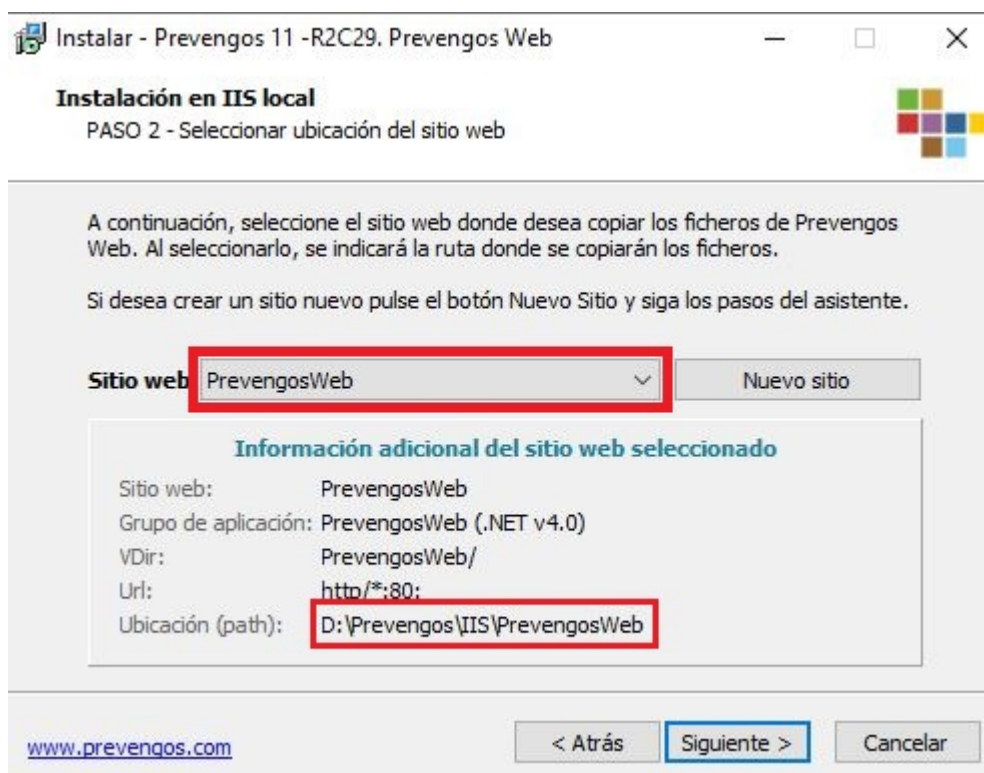 Instalar - Prevengos 11 -R2C29. Prevengos Web
Instalación en IIS local
PASO 2 - Seleccionar ubicación del sitio web
A continuación, seleccione el sitio web donde desea copiar los ficheros de Prevengos
Web. Al seleccionarlo, se indicará la ruta donde se copiarán los ficheros.
Si desea crear un sitio nuevo pulse el botón Nuevo Sitio y siga los pasos del asistente.
Sitio web PrevengosWeb Nuevo sitio
Información adicional del sitio web seleccionado
Sitio web: PrevengosWeb
Grupo de aplicación: PrevengosWeb (.NET v4.0)
VDir: PrevengosWeb/
Url: http/*:80:
Ubicación (path): D:\Prevengos\IIS\PrevengosWeb
www.prevengos.com < Atrás Siguiente > Cancelar